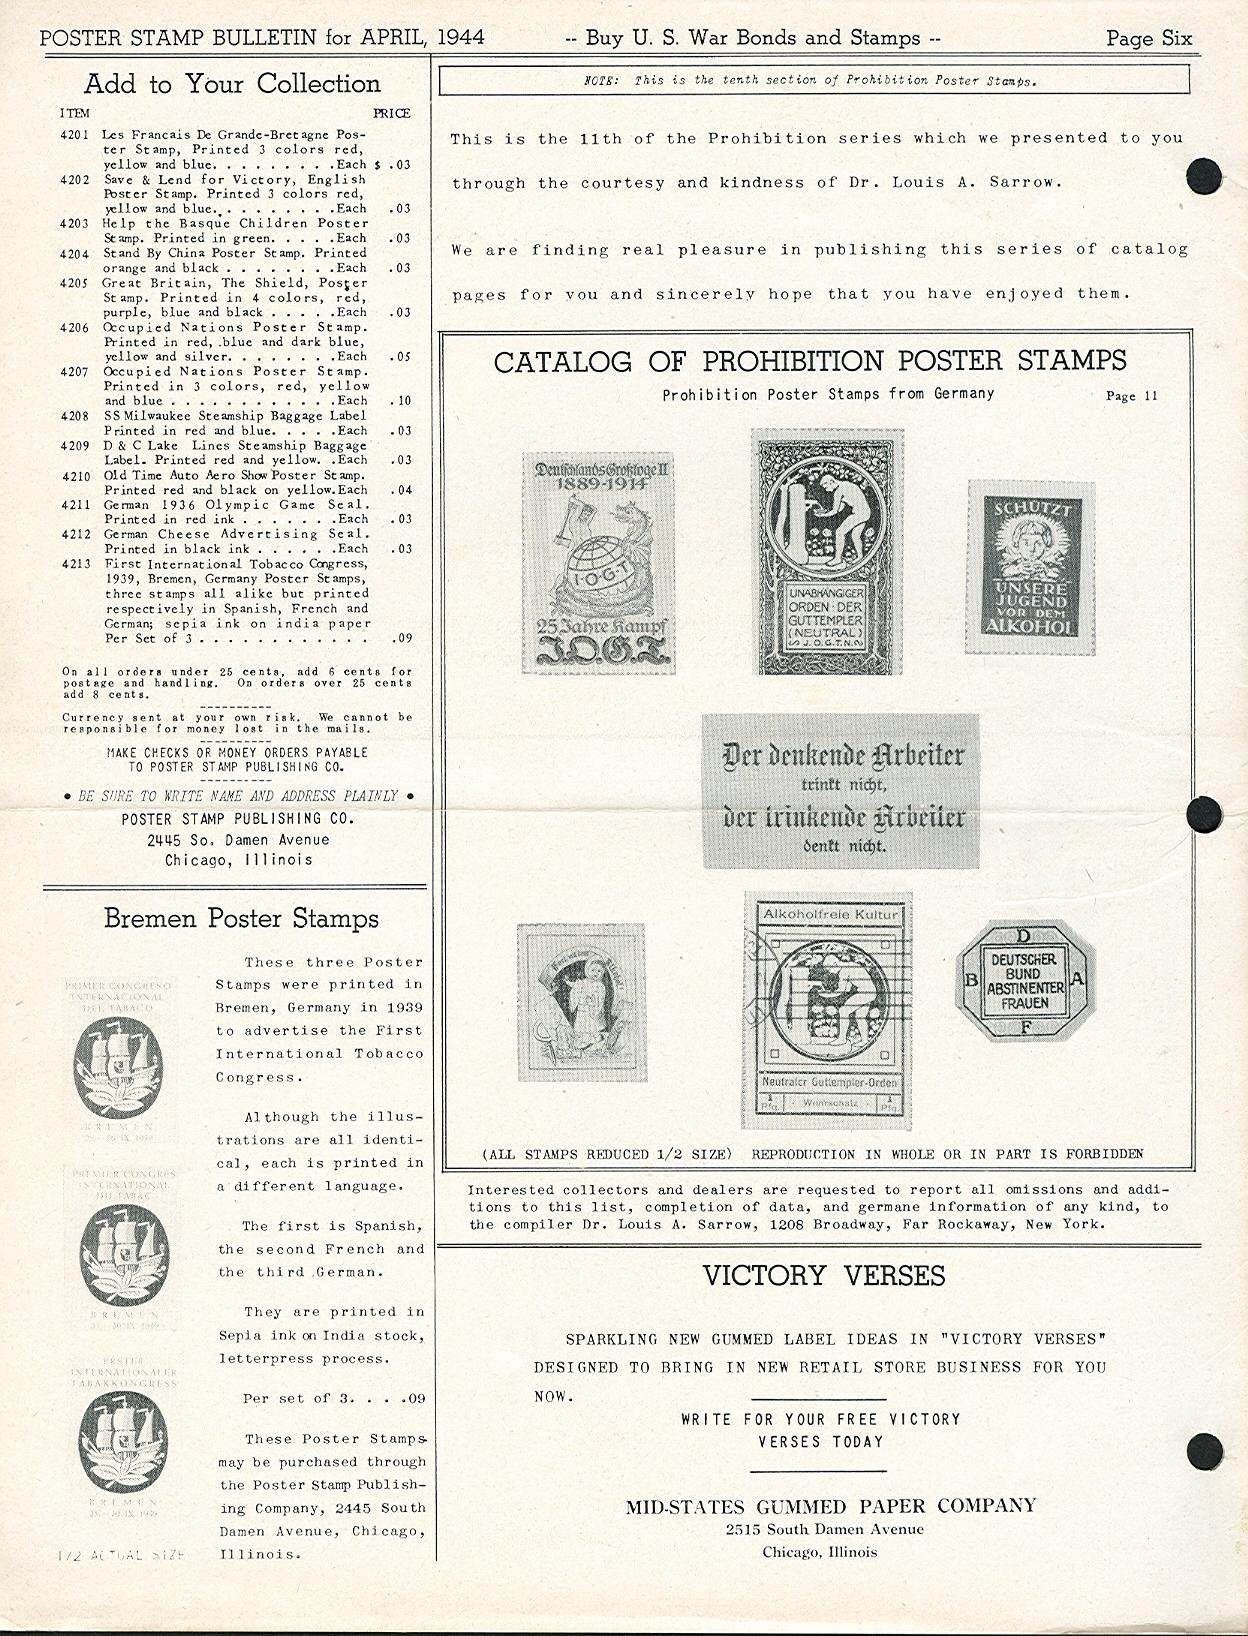 POSTER STAMP BULLETIN for APRIL, 1944 -- Buy U. S. War Bonds and Stamps -- Page Six
Add to Your Collection
ITEM PRICE
4201 Les Francais De Grande-Bretagne Pos-
ter Stamp, Printed 3 colors red,
yellow and blue. . . . . . . . .Each $ .03
4202 Save & Lend for Victory, English
Poster Stamp. Printed 3 colors red,
yellow and blue. . . . . . . . .Each .03
4203 Help the Basque Children Poster
Stamp. Printed in green. . . . .Each .03
4204 Stand By China Poster Stamp. Printed
orange and black . . . . . . . .Each .03
4205 Great Britain, The Shield, Poster
Stamp. Printed in 4 colors, red,
purple, blue and black . . . . .Each .03
4206 Occupied Nations Poster Stamp.
Printed in red, .blue and dark blue,
yellow and silver. . . . . . . .Each .05
4207 Occupied Nations Poster Stamp.
Printed in 3 colors, red, yellow
and blue . . . . . . . . . . . .Each .10
4208 SS Milwaukee Steamship Baggage Label
Printed in red and blue. . . . .Each .03
4209 D & C Lake Lines Steamship Baggage
Label. Printed red and yellow. .Each .03
4210 Old Time Auto Aero Show Poster Stamp.
Printed red and black on yellow.Each .04
4211 German 1936 Olympic Game Seal.
Printed in red ink . . . . . . .Each .03
4212 German Cheese Advertising Seal.
Printed in black ink . . . . . .Each .03
4213 First International Tobacco Congress,
1939, Bremen, Germany Poster Stamps,
three stamps all alike but printed
respectively in Spanish, French and
German; sepia ink on india paper
Per Set of 3 . . . . . . . . . . . . .09
On all orders under 25 cents, add 6 cents for
postage and handling. On orders over 25 cents
add 8 cents.
----------
Currency sent at your own risk. We cannot be
responsible for money lost in the mails.
----------
MAKE CHECKS OR MONEY ORDERS PAYABLE
TO POSTER STAMP PUBLISHING CO.
----------
• BE SURE TO WRITE NAME AND ADDRESS PLAINLY •
POSTER STAMP PUBLISHING CO.
2445 So. Damen Avenue
Chicago, Illinois
Bremen Poster Stamps
These three Poster
Stamps were printed in
Bremen, Germany in 1939
to advertise the First
International Tobacco
Congress.
Although the illus-
trations are all identi-
cal, each is printed in
a different language.
The first is Spanish,
the second French and
the third German.
They are printed in
Sepia ink on India stock,
letterpress process.
Per set of 3. . . . .09
These Poster Stamps
may be purchased through
the Poster Stamp Publish-
ing Company, 2445 South
Damen Avenue, Chicago,
Illinois.
PRIMER CONGRESO
INTERNACIONAL
DEL TABACO
BREMEN
PREMIER CONGRES
INTERNATIONAL
DU TABAC
BREMEN
ERSTER
INTERNATIONALER
TABAKKONGRESS
BREMEN
1/2 ACTUAL SIZE
NOTE: This is the tenth section of Prohibition Poster Stamps.
This is the 11th of the Prohibition series which we presented to you
through the courtesy and kindness of Dr. Louis A. Sarrow.
We are finding real pleasure in publishing this series of catalog
pages for you and sincerely hope that you have enjoyed them.
CATALOG OF PROHIBITION POSTER STAMPS
Prohibition Poster Stamps from Germany Page 11
Deutschlands Großloge II
1889-1914
I·O·G·T
25 Jahre Kampf
I.O.G.T.
UNABHÄNGIGER
ORDEN·DER
GUTTEMPLER
(NEUTRAL)
J.O.G.T.N.
SCHÜTZT
UNSERE
JUGEND
VOR DEM
ALKOHOL
Der denkende Arbeiter
trinkt nicht,
der trinkende Arbeiter
denkt nicht.
Alkoholfreie Kultur
Neutraler Guttempler-Orden
1 Pfg. · Wehrschatz · 1 Pfg.
D
B A
F
DEUTSCHER
BUND
ABSTINENTER
FRAUEN
(ALL STAMPS REDUCED 1/2 SIZE) REPRODUCTION IN WHOLE OR IN PART IS FORBIDDEN
Interested collectors and dealers are requested to report all omissions and addi-
tions to this list, completion of data, and germane information of any kind, to
the compiler Dr. Louis A. Sarrow, 1208 Broadway, Far Rockaway, New York.
VICTORY VERSES
SPARKLING NEW GUMMED LABEL IDEAS IN "VICTORY VERSES"
DESIGNED TO BRING IN NEW RETAIL STORE BUSINESS FOR YOU
NOW.
WRITE FOR YOUR FREE VICTORY
VERSES TODAY
MID-STATES GUMMED PAPER COMPANY
2515 South Damen Avenue
Chicago, Illinois